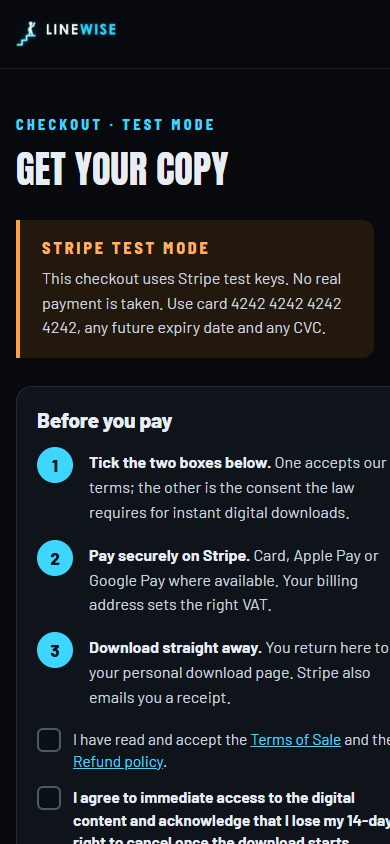 LINEWISE
CHECKOUT · TEST MODE
GET YOUR COPY
STRIPE TEST MODE
This checkout uses Stripe test keys. No real
payment is taken. Use card 4242 4242 4242
4242, any future expiry date and any CVC.
Before you pay
1
Tick the two boxes below. One accepts our
terms; the other is the consent the law
requires for instant digital downloads.
2
Pay securely on Stripe. Card, Apple Pay or
Google Pay where available. Your billing
address sets the right VAT.
3
Download straight away. You return here to
your personal download page. Stripe also
emails you a receipt.
I have read and accept the Terms of Sale and the
Refund policy.
I agree to immediate access to the digital
content and acknowledge that I lose my 14-day
right to cancel once the download starts